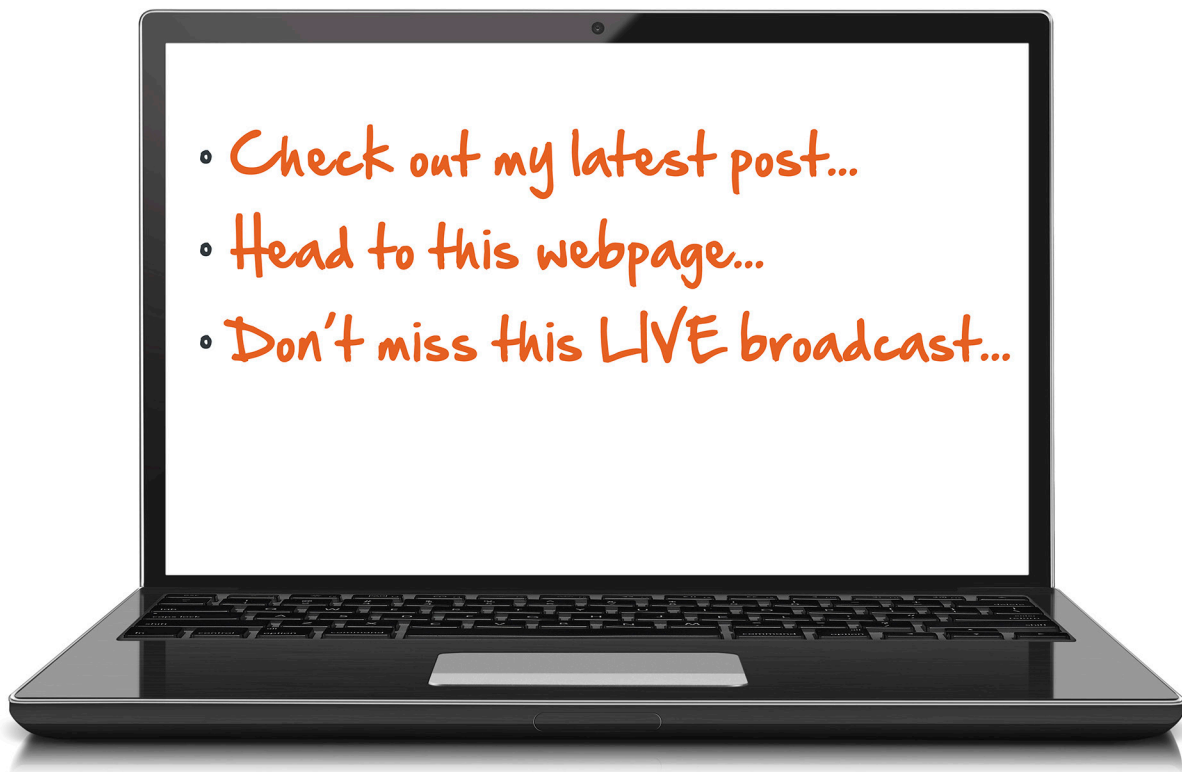 • Check out my latest post...
• Head to this webpage...
• Don't miss this LIVE broadcast...